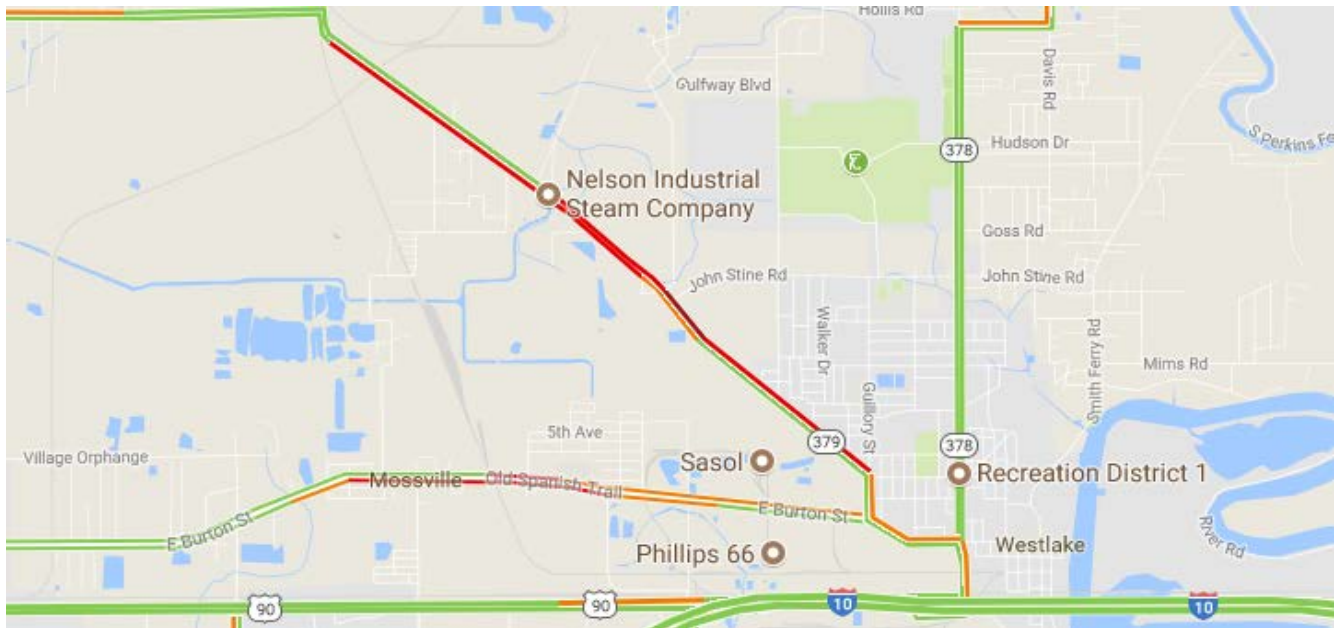 Hollis Rd
Gulfway Blvd
Davis Rd
S Perkins Fe
378
Hudson Dr
Nelson Industrial
Steam Company
Goss Rd
John Stine Rd
John Stine Rd
Walker Dr
Smith Ferry Rd
Mims Rd
Guillory St
5th Ave
379
378
Village Orphange
Sasol
Recreation District 1
Mossville
Old Spanish Trail
E Burton St
E Burton St
River Rd
Phillips 66
Westlake
90
90
10
10